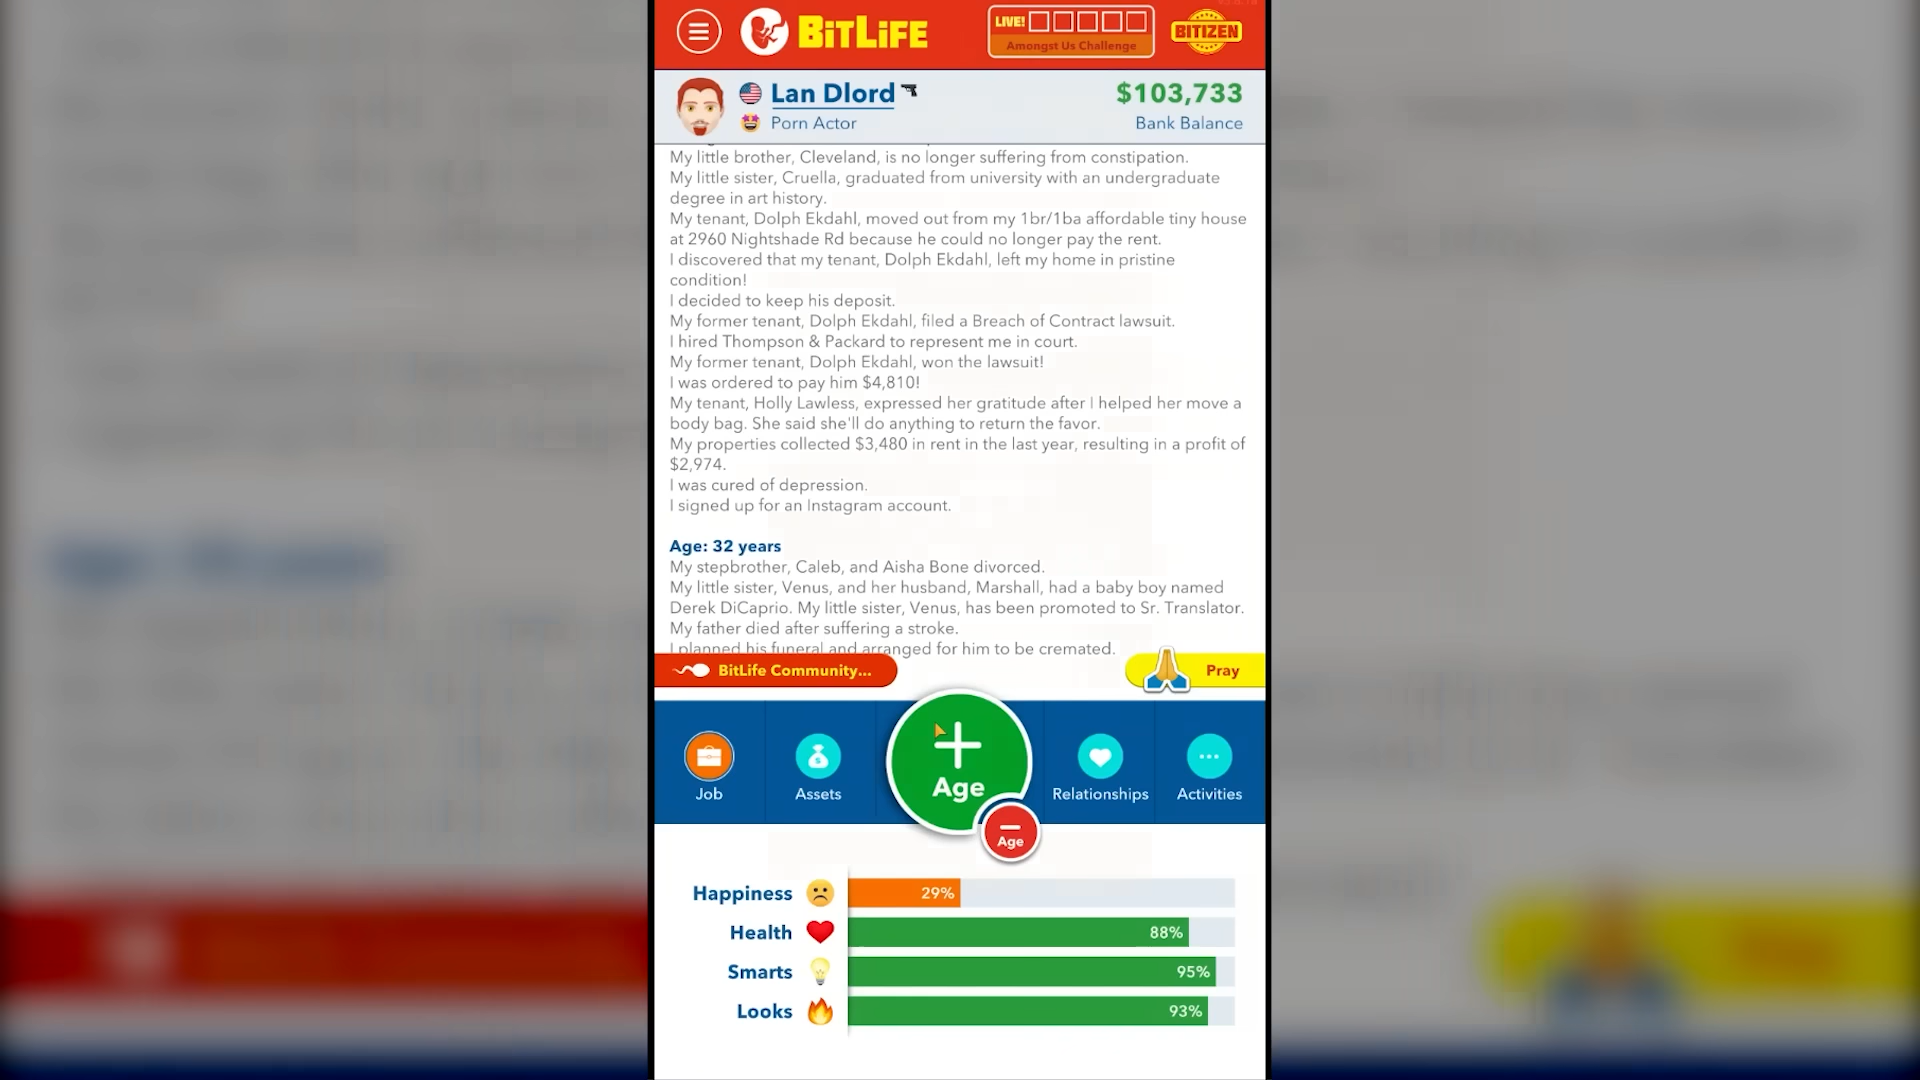 BiTLiFE
LIVE!
Amongst Us Challenge
BITIZEN
Lan Dlord
$103,733
Porn Actor
Bank Balance
My little brother, Cleveland, is no longer suffering from constipation.
My little sister, Cruella, graduated from university with an undergraduate
degree in art history.
My tenant, Dolph Ekdahl, moved out from my 1br/1ba affordable tiny house
at 2960 Nightshade Rd because he could no longer pay the rent.
I discovered that my tenant, Dolph Ekdahl, left my home in pristine
condition!
I decided to keep his deposit.
My former tenant, Dolph Ekdahl, filed a Breach of Contract lawsuit.
I hired Thompson & Packard to represent me in court.
My former tenant, Dolph Ekdahl, won the lawsuit!
I was ordered to pay him $4,810!
My tenant, Holly Lawless, expressed her gratitude after I helped her move a
body bag. She said she'll do anything to return the favor.
My properties collected $3,480 in rent in the last year, resulting in a profit of
$2,974.
I was cured of depression.
I signed up for an Instagram account.
Age: 32 years
My stepbrother, Caleb, and Aisha Bone divorced.
My little sister, Venus, and her husband, Marshall, had a baby boy named
Derek DiCaprio. My little sister, Venus, has been promoted to Sr. Translator.
My father died after suffering a stroke.
I planned his funeral and arranged for him to be cremated.
BitLife Community...
Pray
Job
Assets
Age
Age
Relationships
Activities
Happiness
29%
Health
88%
Smarts
95%
Looks
93%